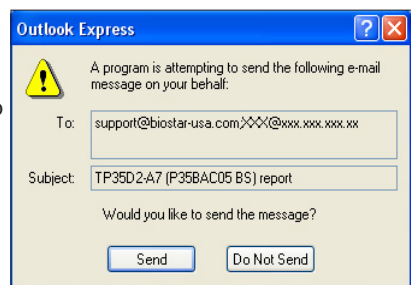 Outlook Express
A program is attempting to send the following e-mail
message on your behalf:
To: support@biostar-usa.com;XXX@xxx.xxx.xxx.xx
Subject: TP35D2-A7 (P35BAC05 BS) report
Would you like to send the message?
Send Do Not Send